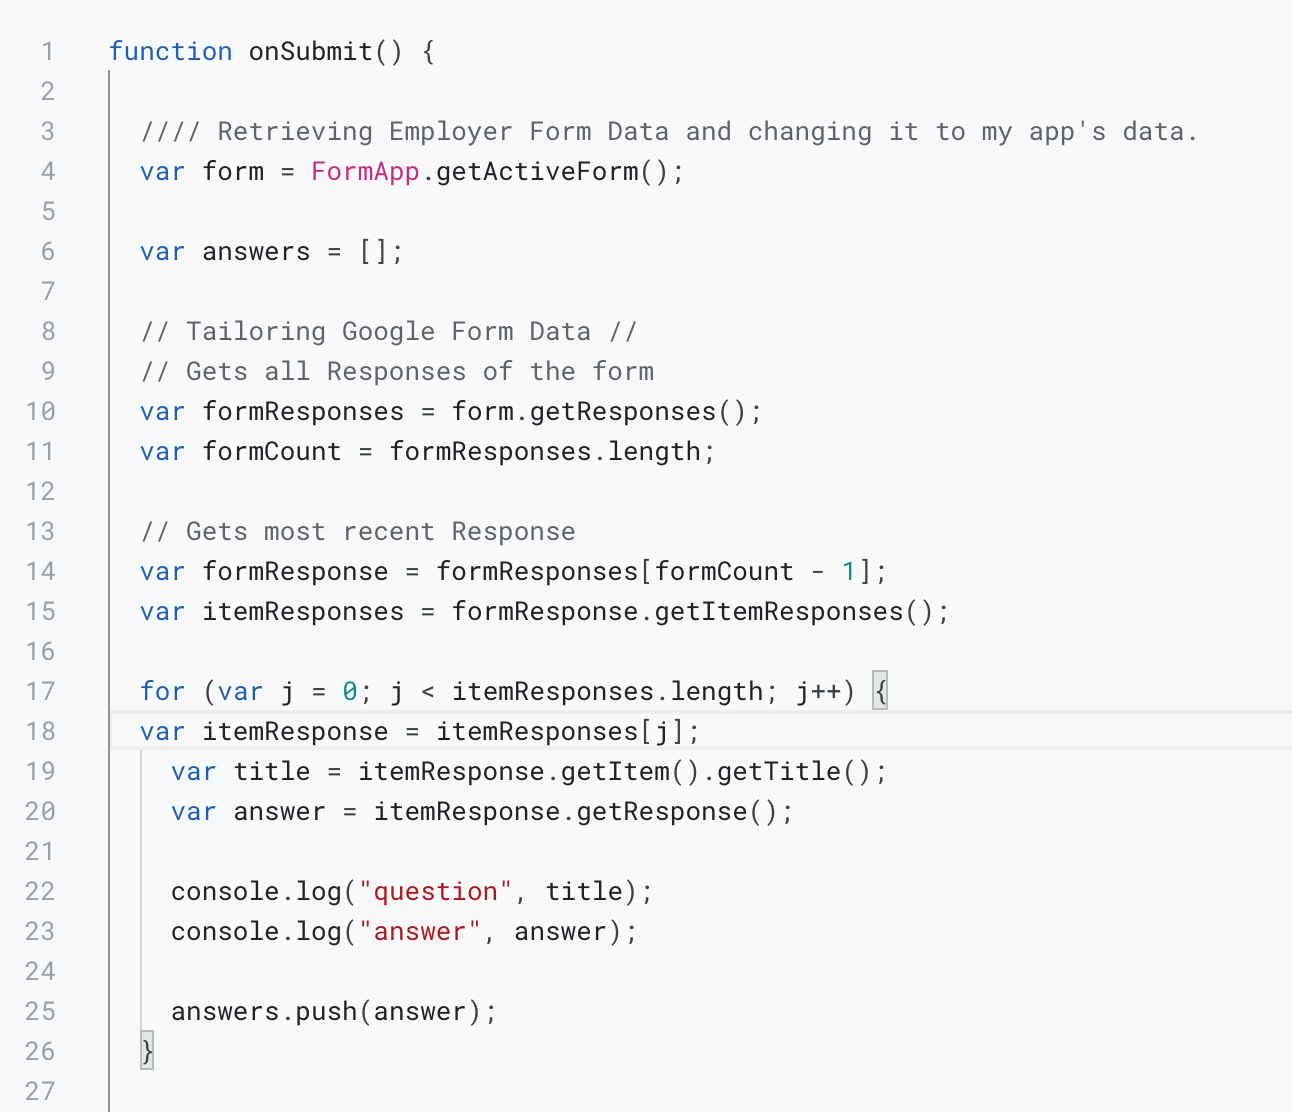 1 function onSubmit() {
2
3 //// Retrieving Employer Form Data and changing it to my app's data.
4 var form = FormApp.getActiveForm();
5
6 var answers = [];
7
8 // Tailoring Google Form Data //
9 // Gets all Responses of the form
10 var formResponses = form.getResponses();
11 var formCount = formResponses.length;
12
13 // Gets most recent Response
14 var formResponse = formResponses[formCount - 1];
15 var itemResponses = formResponse.getItemResponses();
16
17 for (var j = 0; j < itemResponses.length; j++) {
18 var itemResponse = itemResponses[j];
19 var title = itemResponse.getItem().getTitle();
20 var answer = itemResponse.getResponse();
21
22 console.log("question", title);
23 console.log("answer", answer);
24
25 answers.push(answer);
26 }
27